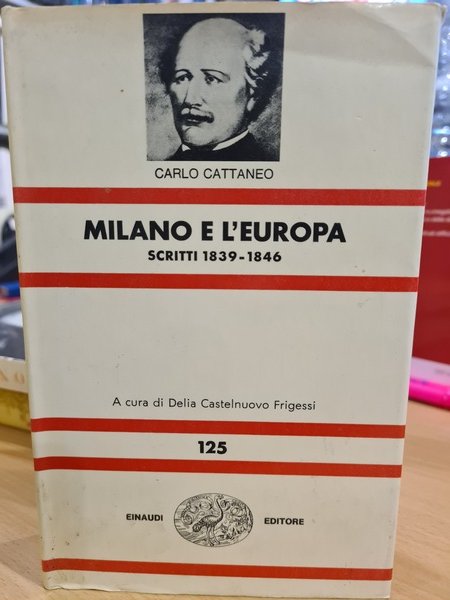 CARLO CATTANEO
MILANO E L'EUROPA
SCRITTI 1839-1846
A cura di Delia Castelnuovo Frigessi
125
EINAUDI EDITORE